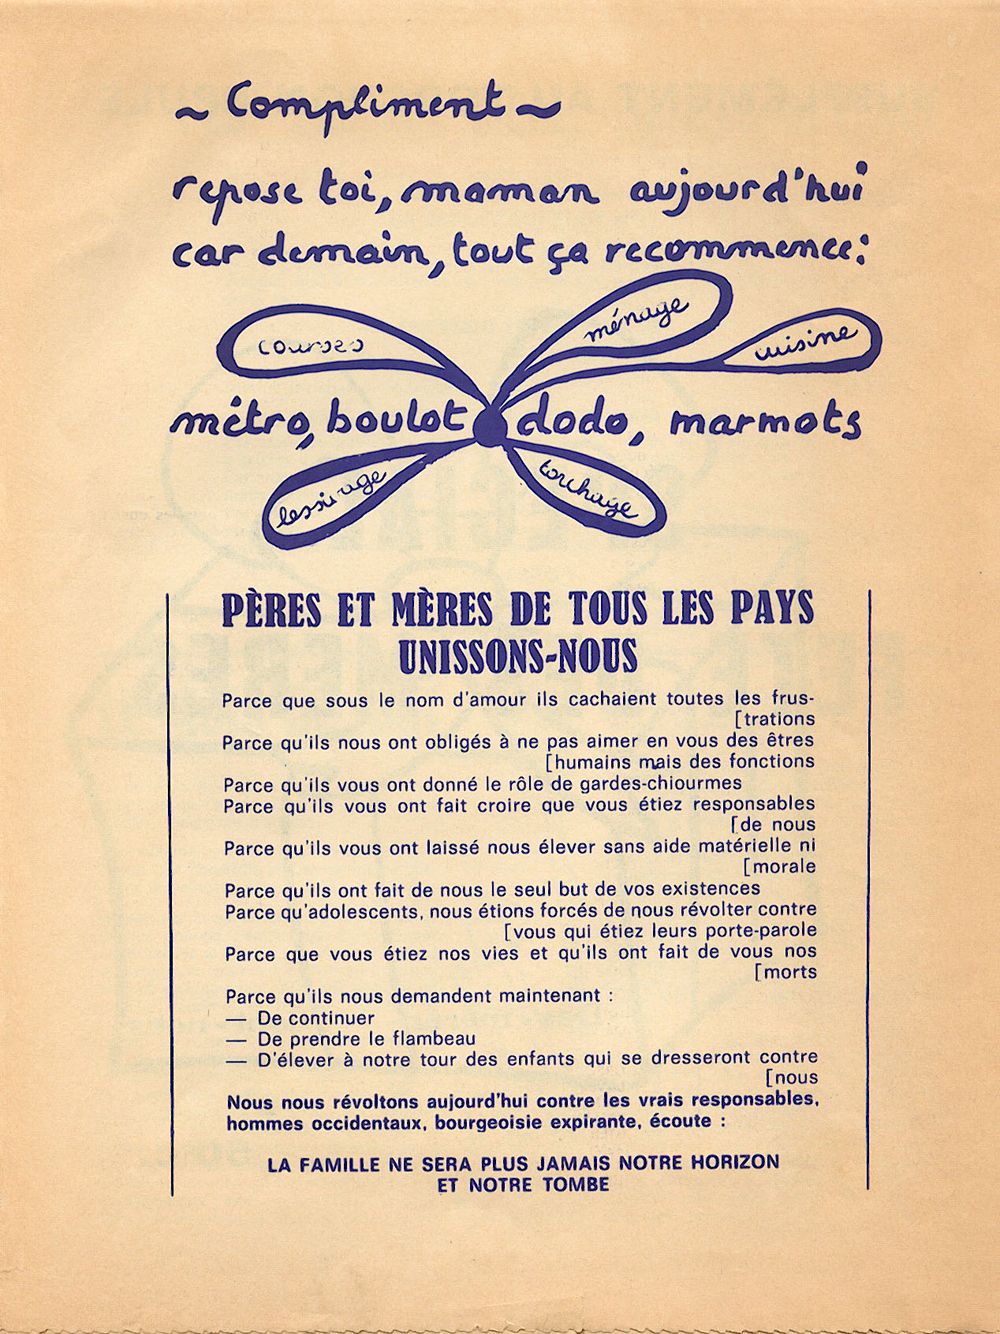 ~ Compliment ~
repose toi, maman aujourd'hui
car demain, tout ça recommence:
courses ménage cuisine
métro, boulot dodo, marmots
lessivage torchage
PÈRES ET MÈRES DE TOUS LES PAYS
UNISSONS-NOUS
Parce que sous le nom d'amour ils cachaient toutes les frus-
[trations
Parce qu'ils nous ont obligés à ne pas aimer en vous des êtres
[humains mais des fonctions
Parce qu'ils vous ont donné le rôle de gardes-chiourmes
Parce qu'ils vous ont fait croire que vous étiez responsables
[de nous
Parce qu'ils vous ont laissé nous élever sans aide matérielle ni
[morale
Parce qu'ils ont fait de nous le seul but de vos existences
Parce qu'adolescents, nous étions forcés de nous révolter contre
[vous qui étiez leurs porte-parole
Parce que vous étiez nos vies et qu'ils ont fait de vous nos
[morts
Parce qu'ils nous demandent maintenant :
— De continuer
— De prendre le flambeau
— D'élever à notre tour des enfants qui se dresseront contre
[nous
Nous nous révoltons aujourd'hui contre les vrais responsables,
hommes occidentaux, bourgeoisie expirante, écoute :
LA FAMILLE NE SERA PLUS JAMAIS NOTRE HORIZON
ET NOTRE TOMBE